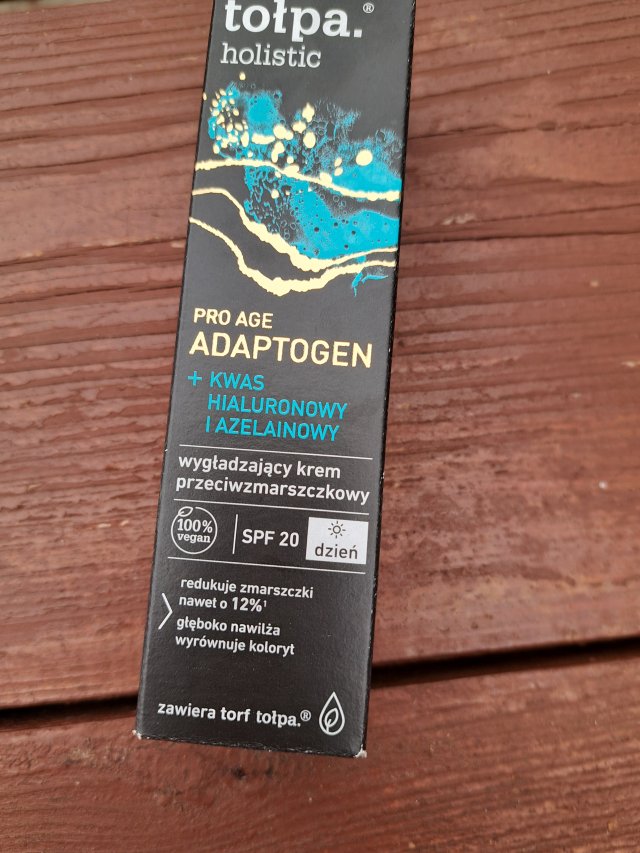 tołpa.®
holistic
PRO AGE
ADAPTOGEN
+ KWAS
HIALURONOWY
I AZELAINOWY
wygładzający krem
przeciwzmarszczkowy
100%
vegan
SPF 20
dzień
redukuje zmarszczki
nawet o 12%¹
głęboko nawilża
wyrównuje koloryt
zawiera torf tołpa.®